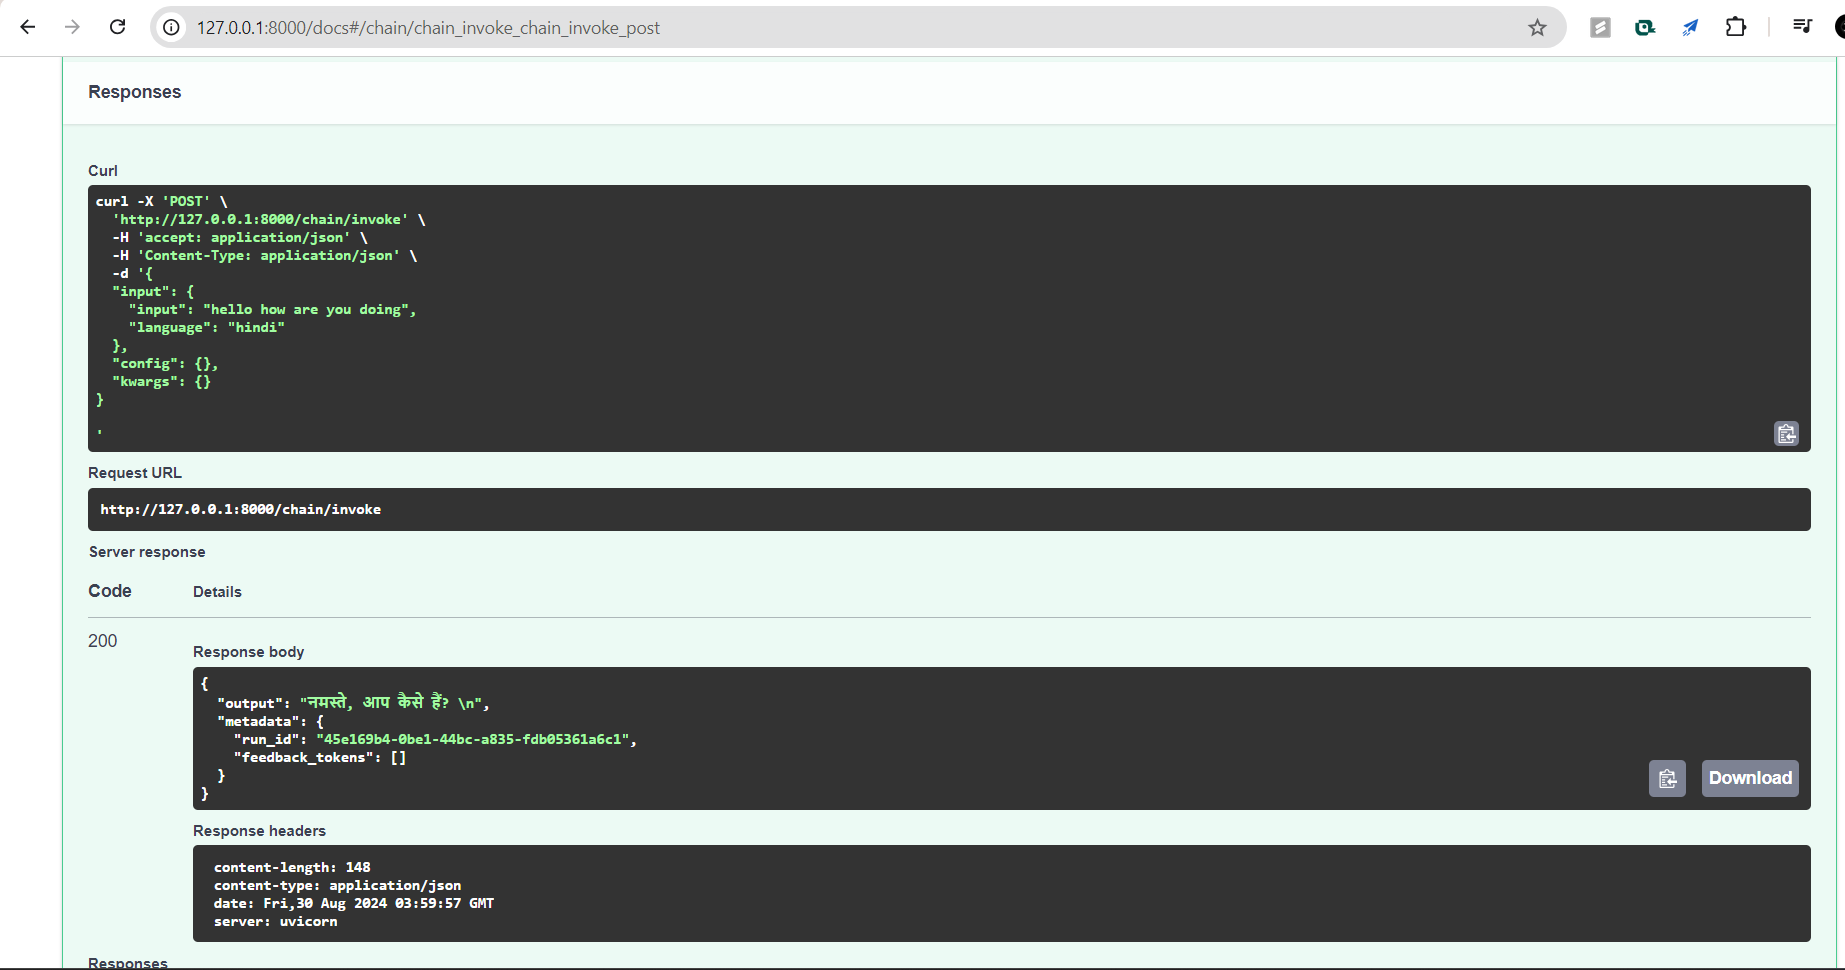 127.0.0.1:8000/docs#/chain/chain_invoke_chain_invoke_post
Responses
Curl
curl -X 'POST' \
  'http://127.0.0.1:8000/chain/invoke' \
  -H 'accept: application/json' \
  -H 'Content-Type: application/json' \
  -d '{
  "input": {
    "input": "hello how are you doing",
    "language": "hindi"
  },
  "config": {},
  "kwargs": {}
}
'
Request URL
http://127.0.0.1:8000/chain/invoke
Server response
Code Details
200
Response body
{
  "output": "नमस्ते, आप कैसे हैं? \n",
  "metadata": {
    "run_id": "45e169b4-0be1-44bc-a835-fdb05361a6c1",
    "feedback_tokens": []
  }
}
Download
Response headers
content-length: 148
content-type: application/json
date: Fri,30 Aug 2024 03:59:57 GMT
server: uvicorn
Responses